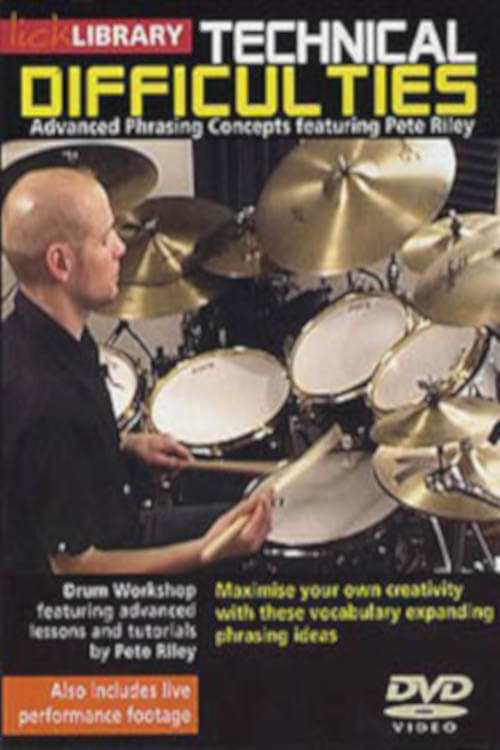 lick LIBRARY
TECHNICAL
DIFFICULTIES
Advanced Phrasing Concepts featuring Pete Riley
Drum Workshop
featuring advanced
lessons and tutorials
by Pete Riley
Maximise your own creativity
with these vocabulary expanding
phrasing ideas
Also includes live
performance footage
DVD
VIDEO